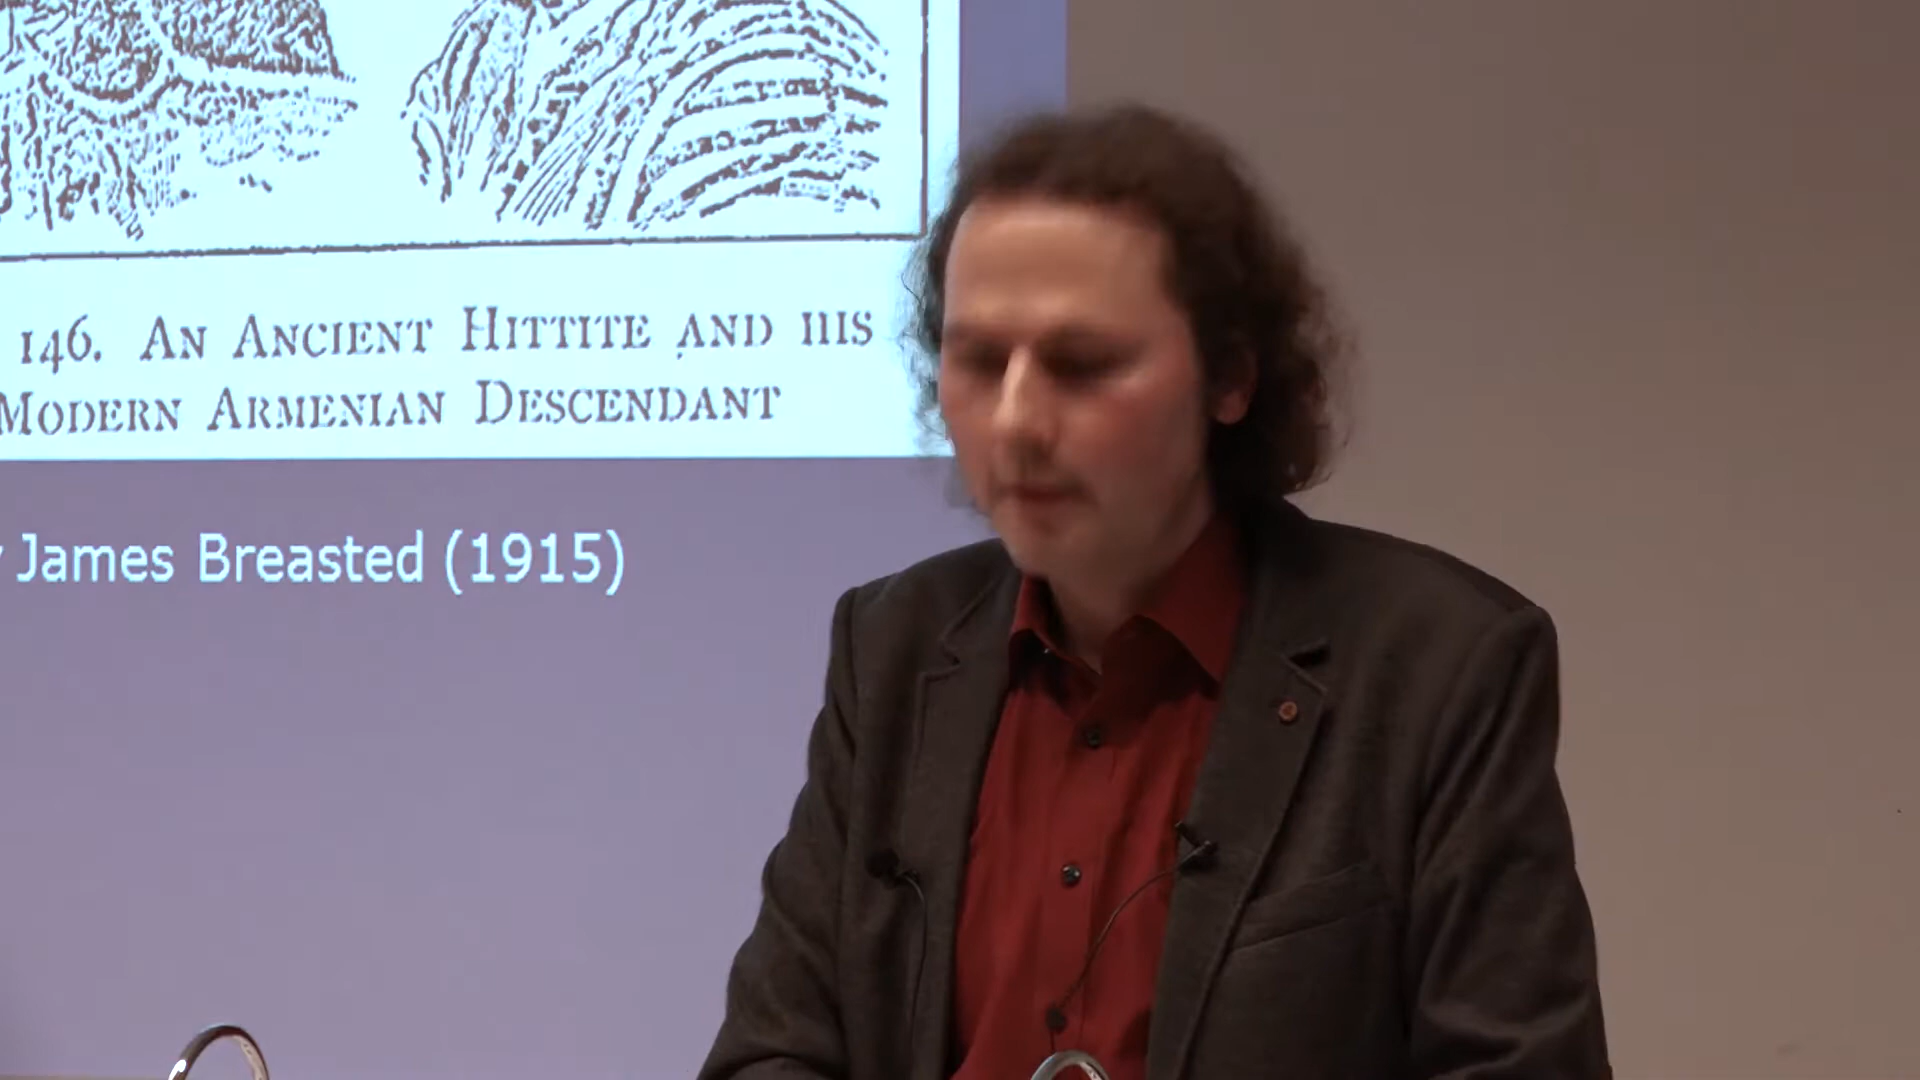 146. An Ancient Hittite and his
Modern Armenian Descendant
James Breasted (1915)